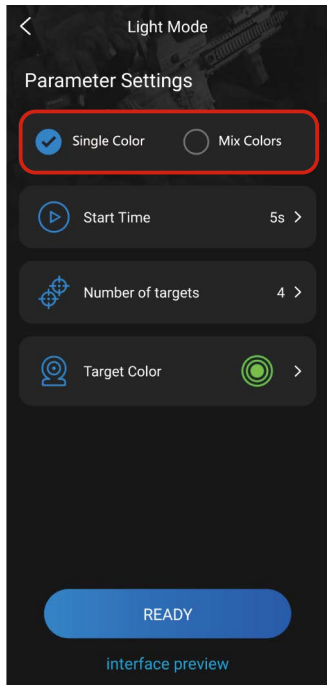 Light Mode
Parameter Settings
Single Color Mix Colors
Start Time 5s
Number of targets 4
Target Color
READY
interface preview